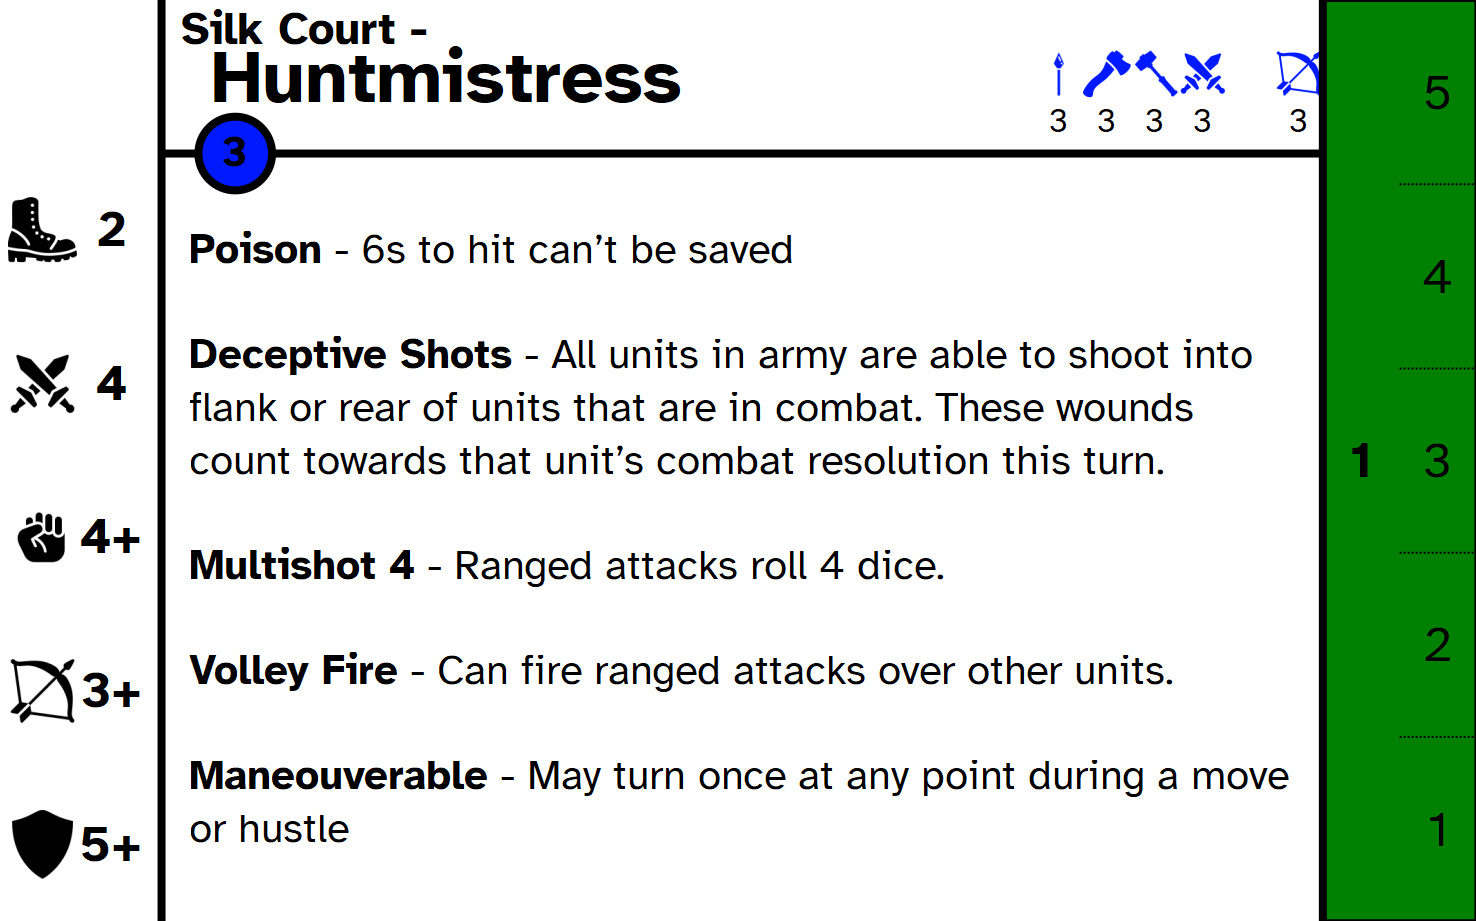 Silk Court -
Huntmistress
3 3 3 3 3
3
2
4
4+
3+
5+
Poison - 6s to hit can’t be saved
Deceptive Shots - All units in army are able to shoot into
flank or rear of units that are in combat. These wounds
count towards that unit’s combat resolution this turn.
Multishot 4 - Ranged attacks roll 4 dice.
Volley Fire - Can fire ranged attacks over other units.
Maneouverable - May turn once at any point during a move
or hustle
5
4
1 3
2
1